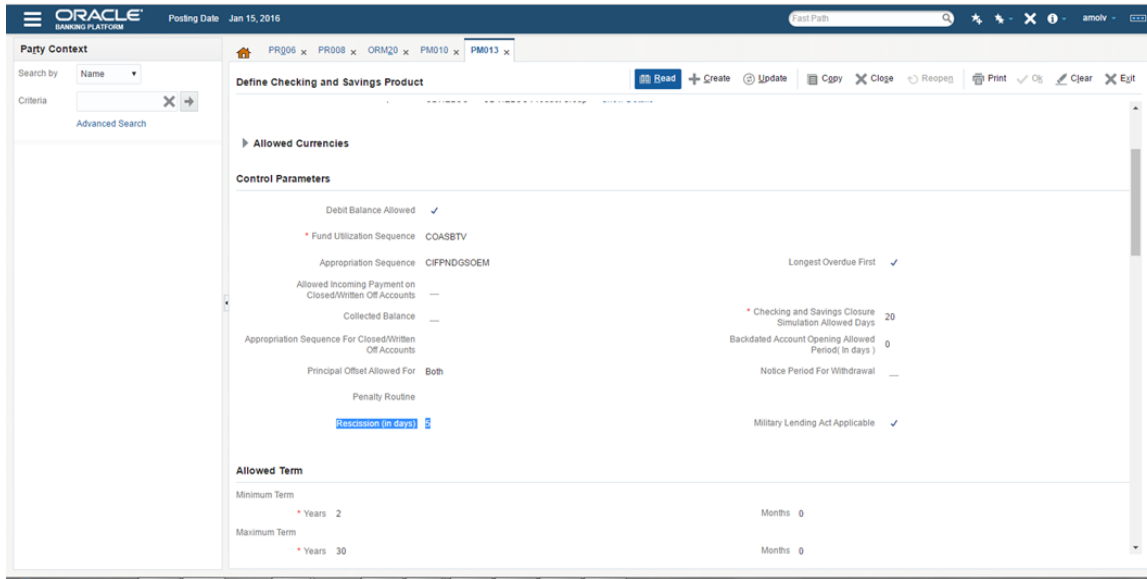 ORACLE
BANKING PLATFORM
Posting Date Jan 15, 2016
Fast Path
amolv
Party Context
Search by Name
Criteria
Advanced Search
PR006 x PR008 x ORM20 x PM010 x PM013 x
Define Checking and Savings Product
Read Create Update Copy Close Reopen Print Ok Clear Exit
Allowed Currencies
Control Parameters
Debit Balance Allowed
* Fund Utilization Sequence COASBTV
Appropriation Sequence CIFPNDGSOEM
Longest Overdue First
Allowed Incoming Payment on
Closed/Written Off Accounts
Collected Balance
* Checking and Savings Closure
Simulation Allowed Days 20
Appropriation Sequence For Closed/Written
Off Accounts
Backdated Account Opening Allowed
Period( In days ) 0
Principal Offset Allowed For Both
Notice Period For Withdrawal
Penalty Routine
Rescission (in days) 5
Military Lending Act Applicable
Allowed Term
Minimum Term
* Years 2 Months 0
Maximum Term
* Years 30 Months 0